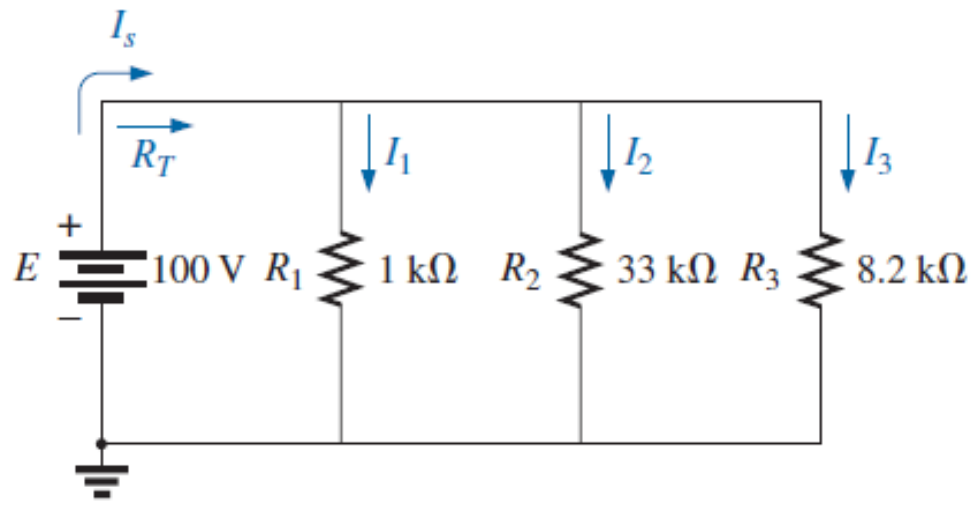 Is
RT
I1
I2
I3
+
E
100 V
R1
1 kΩ
R2
33 kΩ
R3
8.2 kΩ
−